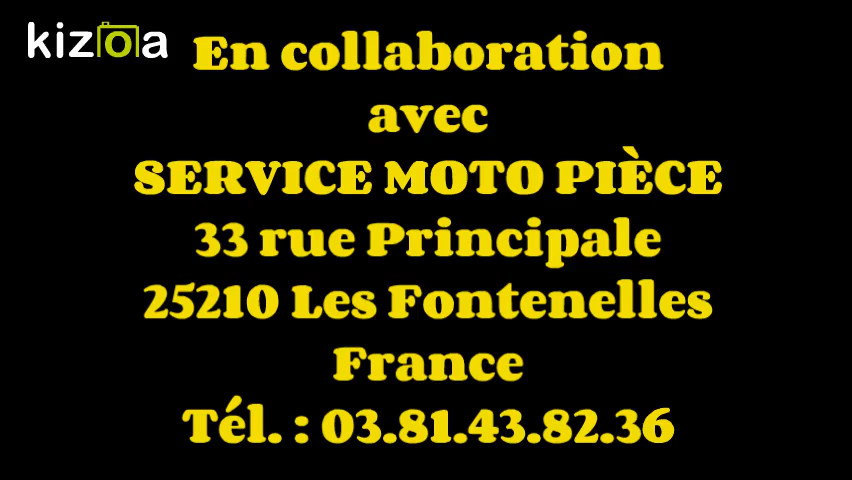 kizoa
En collaboration
avec
SERVICE MOTO PIÈCE
33 rue Principale
25210 Les Fontenelles
France
Tél. : 03.81.43.82.36